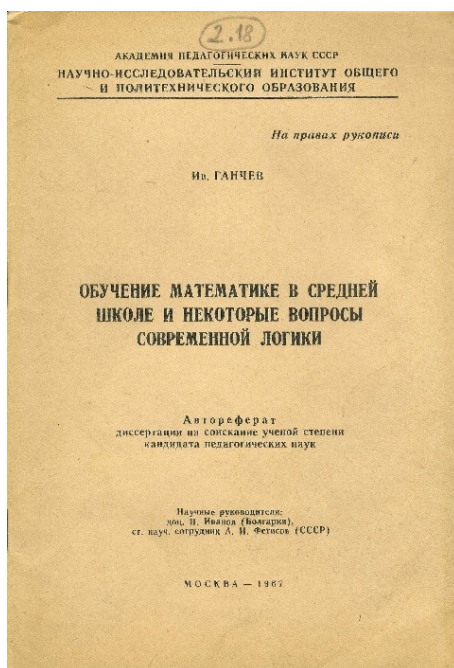 2.18
АКАДЕМИЯ ПЕДАГОГИЧЕСКИХ НАУК СССР
НАУЧНО-ИССЛЕДОВАТЕЛЬСКИЙ ИНСТИТУТ ОБЩЕГО
И ПОЛИТЕХНИЧЕСКОГО ОБРАЗОВАНИЯ
На правах рукописи
Ив. ГАНЧЕВ
ОБУЧЕНИЕ МАТЕМАТИКЕ В СРЕДНЕЙ
ШКОЛЕ И НЕКОТОРЫЕ ВОПРОСЫ
СОВРЕМЕННОЙ ЛОГИКИ
Автореферат
диссертации на соискание ученой степени
кандидата педагогических наук
Научные руководители:
доц. И. Иванов (Болгария),
ст. науч. сотрудник А. И. Фетисов (СССР)
МОСКВА — 1967